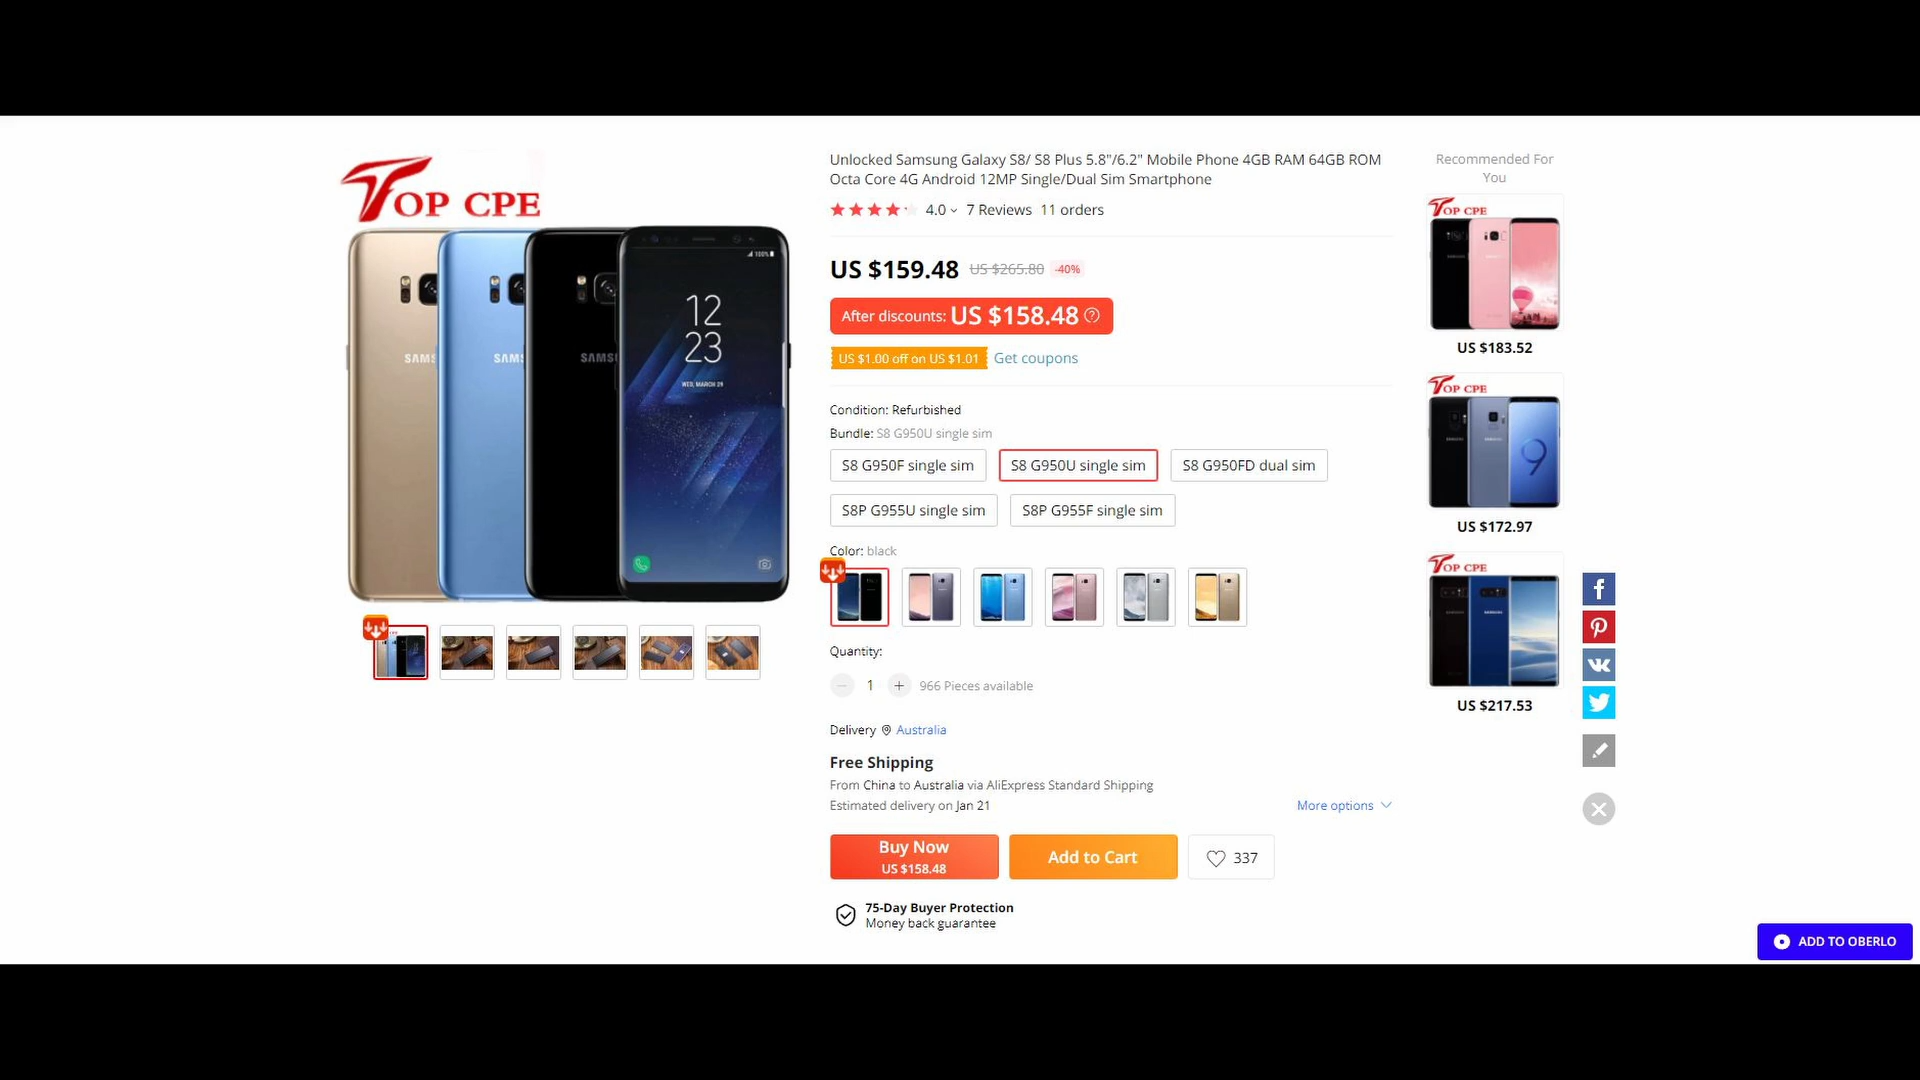 TOP CPE
SAMS
SAMS
SAMS
100%
12
23
WED, MARCH 29
Unlocked Samsung Galaxy S8/ S8 Plus 5.8"/6.2" Mobile Phone 4GB RAM 64GB ROM
Octa Core 4G Android 12MP Single/Dual Sim Smartphone
4.0 7 Reviews 11 orders
US $159.48 US $265.80 -40%
After discounts: US $158.48
US $1.00 off on US $1.01 Get coupons
Condition: Refurbished
Bundle: S8 G950U single sim
S8 G950F single sim S8 G950U single sim S8 G950FD dual sim
S8P G955U single sim S8P G955F single sim
Color: black
Quantity:
1 + 966 Pieces available
Delivery Australia
Free Shipping
From China to Australia via AliExpress Standard Shipping
Estimated delivery on Jan 21 More options
Buy Now
US $158.48
Add to Cart
337
75-Day Buyer Protection
Money back guarantee
Recommended For
You
TOP CPE
US $183.52
TOP CPE
9
US $172.97
TOP CPE
US $217.53
ADD TO OBERLO